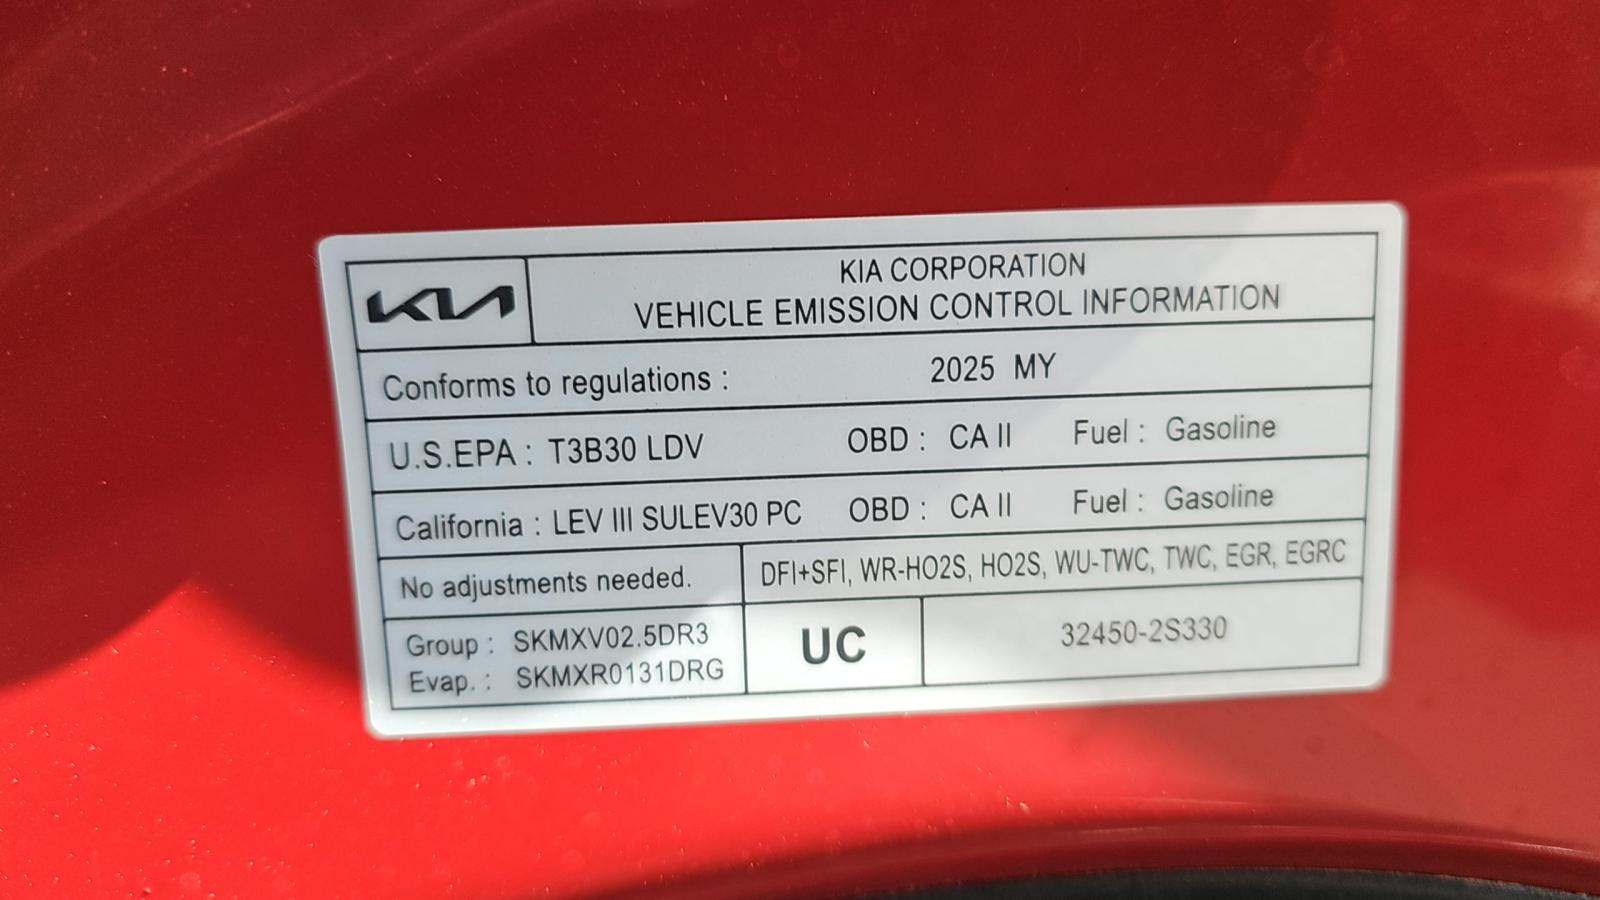 KIA
KIA CORPORATION
VEHICLE EMISSION CONTROL INFORMATION
Conforms to regulations : 2025 MY
U.S.EPA : T3B30 LDV OBD : CA II Fuel : Gasoline
California : LEV III SULEV30 PC OBD : CA II Fuel : Gasoline
No adjustments needed. DFI+SFI, WR-HO2S, HO2S, WU-TWC, TWC, EGR, EGRC
Group : SKMXV02.5DR3
Evap. : SKMXR0131DRG
UC
32450-2S330